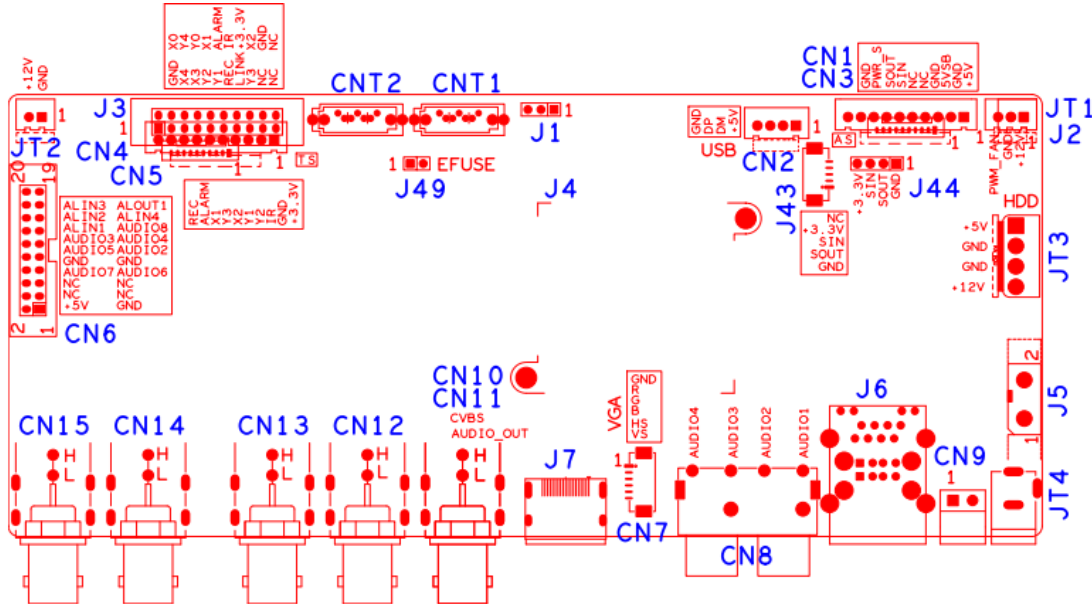 +12V
GND
1
JT2
GND X0
X4 Y4
X3 Y0
Y2 X1
Y1 ALARM
REC IR
LINK +3.3V
Y3 X2
NC GND
NC NC
J3
1
CN4
CN5
1
1
TS
REC
ALARM
X1
Y3
X2
Y1
Y2
IR
GND
+3.3V
CNT2
CNT1
1
J1
1
EFUSE
J49
J4
GND
DP
DM
+5V
1
USB
CN2
CN1
CN3
GND
PWR_S
SOUT
SIN
NC
NC
GND
5VSB
GND
+5V
1
1
AS
JT1
1
J2
PWM_FAN
GND
+12V
1
J43
NC
+3.3V
SIN
SOUT
GND
1
+3.3V
SIN
SOUT
GND
J44
HDD
+5V
GND
GND
+12V
JT3
20
19
ALIN3 ALOUT1
ALIN2 ALIN4
ALIN1 AUDIO8
AUDIO3 AUDIO4
AUDIO5 AUDIO2
GND GND
AUDIO7 AUDIO6
NC NC
NC NC
+5V GND
2
1
CN6
CN10
CN11
CVBS
AUDIO_OUT
CN15
H
L
CN14
H
L
CN13
H
L
CN12
H
L
H
L
J7
VGA
GND
R
G
B
HS
VS
1
CN7
AUDIO4
AUDIO3
AUDIO2
AUDIO1
CN8
J6
CN9
1
2
J5
1
JT4